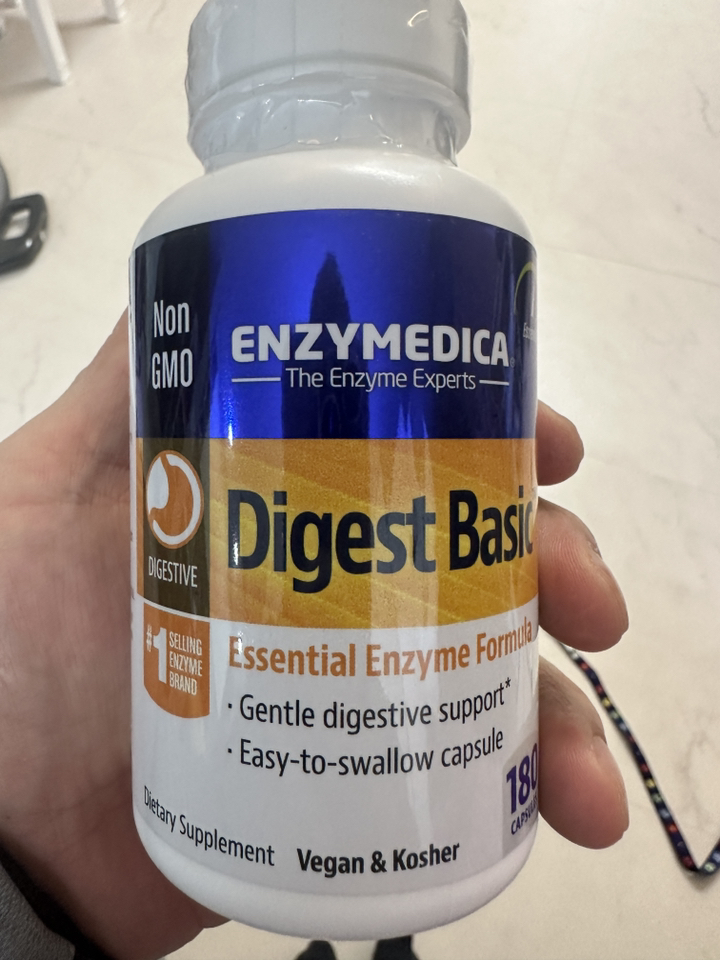 Non
GMO
ENZYMEDICA
The Enzyme Experts
Digest Basic
DIGESTIVE
#1
SELLING
ENZYME
BRAND
Essential Enzyme Formula
· Gentle digestive support*
· Easy-to-swallow capsule
180
Dietary Supplement
Vegan & Kosher